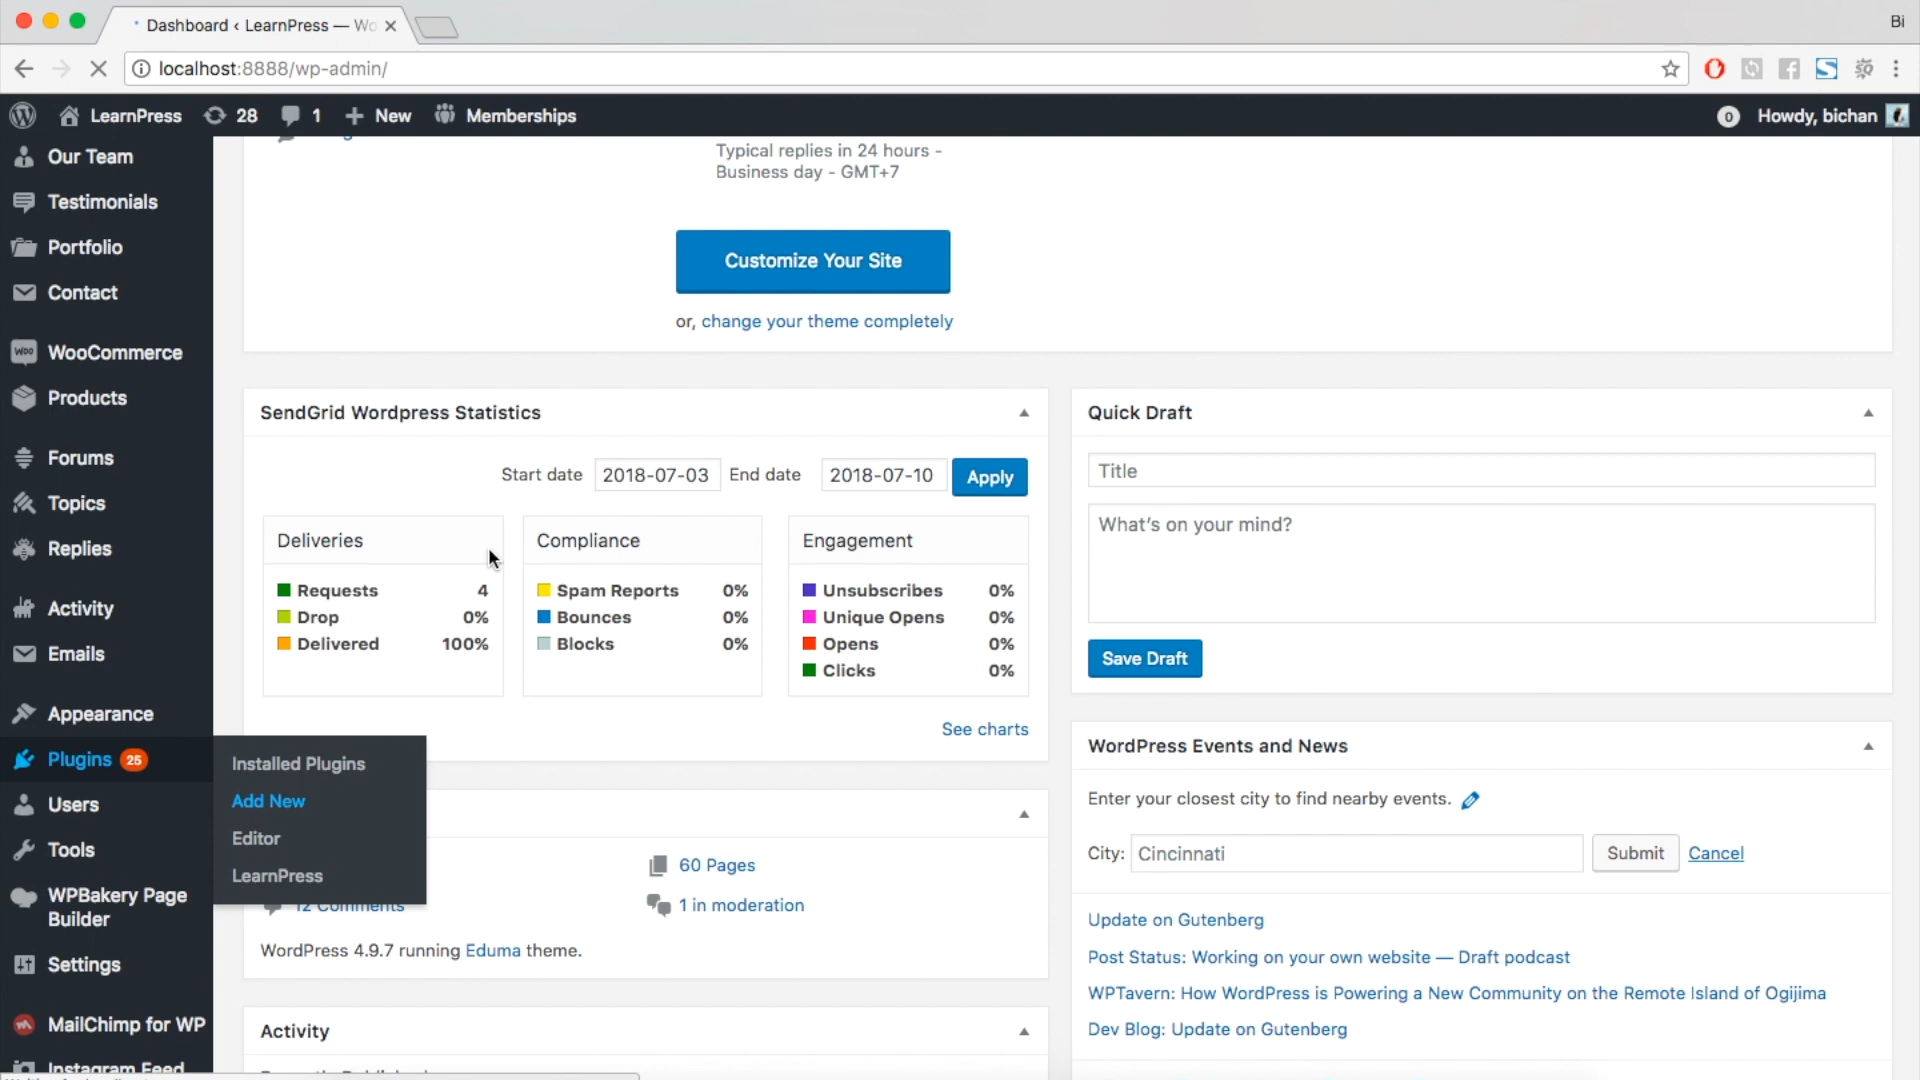 Dashboard ‹ LearnPress — Wo
Bi
localhost:8888/wp-admin/
LearnPress
28
1
New
Memberships
0
Howdy, bichan
Our Team
Testimonials
Portfolio
Contact
WooCommerce
Products
Forums
Topics
Replies
Activity
Emails
Appearance
Plugins 25
Users
Tools
WPBakery Page
Builder
Settings
MailChimp for WP
Instagram Feed
Installed Plugins
Add New
Editor
LearnPress
Typical replies in 24 hours -
Business day - GMT+7
Customize Your Site
or, change your theme completely
SendGrid Wordpress Statistics
Start date 2018-07-03 End date 2018-07-10 Apply
Deliveries
Requests 4
Drop 0%
Delivered 100%
Compliance
Spam Reports 0%
Bounces 0%
Blocks 0%
Engagement
Unsubscribes 0%
Unique Opens 0%
Opens 0%
Clicks 0%
See charts
60 Pages
12 Comments
1 in moderation
WordPress 4.9.7 running Eduma theme.
Activity
Quick Draft
Title
What's on your mind?
Save Draft
WordPress Events and News
Enter your closest city to find nearby events.
City: Cincinnati Submit Cancel
Update on Gutenberg
Post Status: Working on your own website — Draft podcast
WPTavern: How WordPress is Powering a New Community on the Remote Island of Ogijima
Dev Blog: Update on Gutenberg